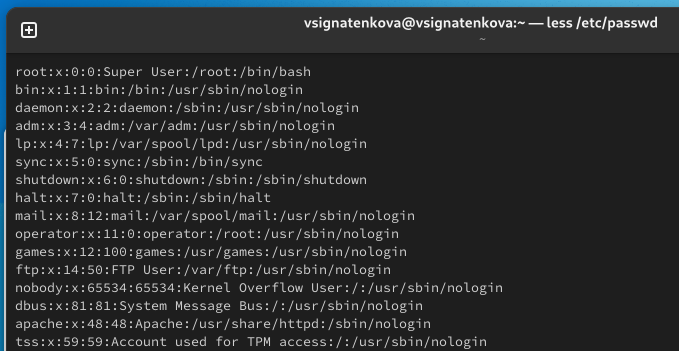 vsignatenkova@vsignatenkova:~ — less /etc/passwd
~
root:x:0:0:Super User:/root:/bin/bash
bin:x:1:1:bin:/bin:/usr/sbin/nologin
daemon:x:2:2:daemon:/sbin:/usr/sbin/nologin
adm:x:3:4:adm:/var/adm:/usr/sbin/nologin
lp:x:4:7:lp:/var/spool/lpd:/usr/sbin/nologin
sync:x:5:0:sync:/sbin:/bin/sync
shutdown:x:6:0:shutdown:/sbin:/sbin/shutdown
halt:x:7:0:halt:/sbin:/sbin/halt
mail:x:8:12:mail:/var/spool/mail:/usr/sbin/nologin
operator:x:11:0:operator:/root:/usr/sbin/nologin
games:x:12:100:games:/usr/games:/usr/sbin/nologin
ftp:x:14:50:FTP User:/var/ftp:/usr/sbin/nologin
nobody:x:65534:65534:Kernel Overflow User:/:/usr/sbin/nologin
dbus:x:81:81:System Message Bus:/:/usr/sbin/nologin
apache:x:48:48:Apache:/usr/share/httpd:/sbin/nologin
tss:x:59:59:Account used for TPM access:/:/usr/sbin/nologin